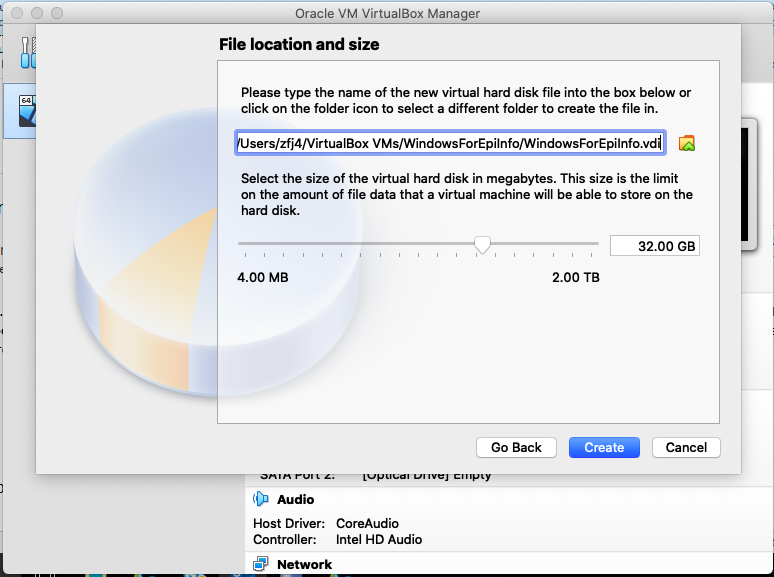 Oracle VM VirtualBox Manager
File location and size
Please type the name of the new virtual hard disk file into the box below or
click on the folder icon to select a different folder to create the file in.
/Users/zfj4/VirtualBox VMs/WindowsForEpiInfo/WindowsForEpiInfo.vdi
Select the size of the virtual hard disk in megabytes. This size is the limit
on the amount of file data that a virtual machine will be able to store on the
hard disk.
32.00 GB
4.00 MB
2.00 TB
Go Back
Create
Cancel
64
SATA Port 2: [Optical Drive] Empty
Audio
Host Driver: CoreAudio
Controller: Intel HD Audio
Network